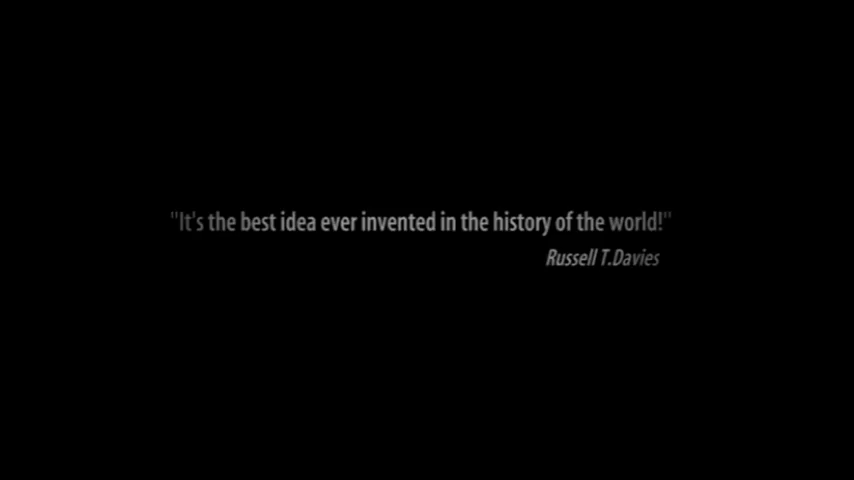 "It's the best idea ever invented in the history of the world!"
Russell T.Davies